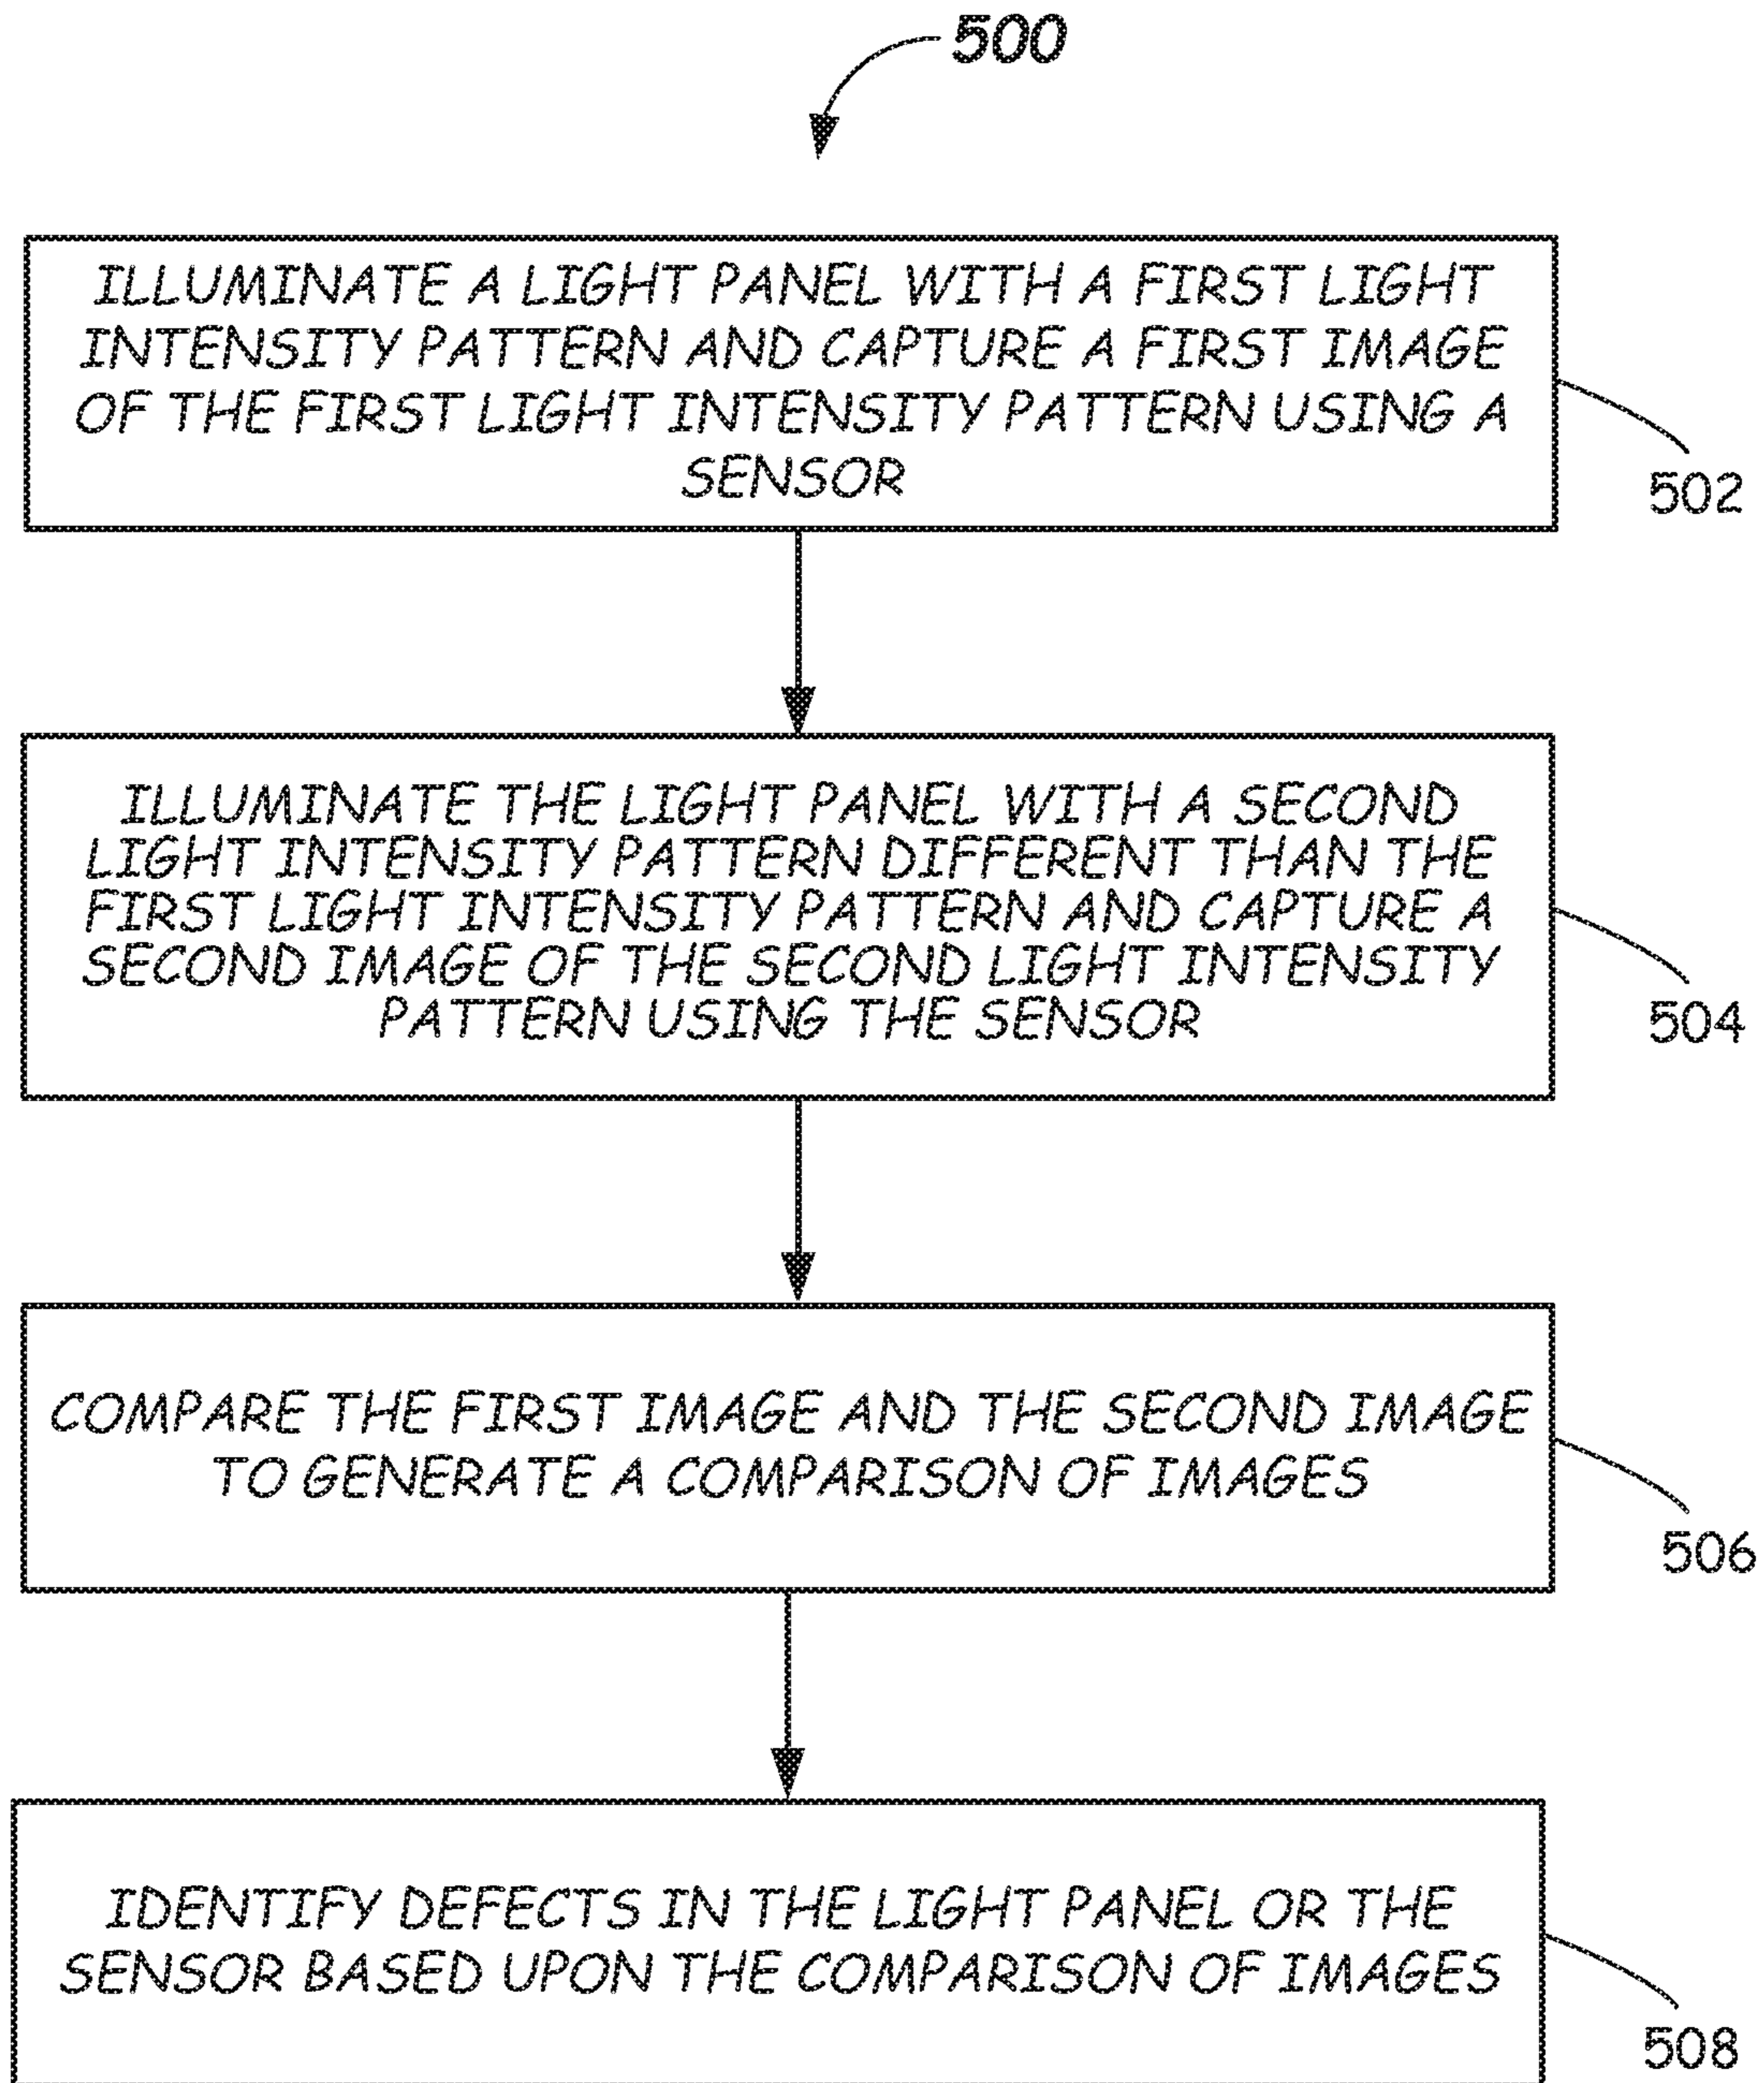 500
ILLUMINATE A LIGHT PANEL WITH A FIRST LIGHT
INTENSITY PATTERN AND CAPTURE A FIRST IMAGE
OF THE FIRST LIGHT INTENSITY PATTERN USING A
SENSOR
502
ILLUMINATE THE LIGHT PANEL WITH A SECOND
LIGHT INTENSITY PATTERN DIFFERENT THAN THE
FIRST LIGHT INTENSITY PATTERN AND CAPTURE A
SECOND IMAGE OF THE SECOND LIGHT INTENSITY
PATTERN USING THE SENSOR
504
COMPARE THE FIRST IMAGE AND THE SECOND IMAGE
TO GENERATE A COMPARISON OF IMAGES
506
IDENTIFY DEFECTS IN THE LIGHT PANEL OR THE
SENSOR BASED UPON THE COMPARISON OF IMAGES
508